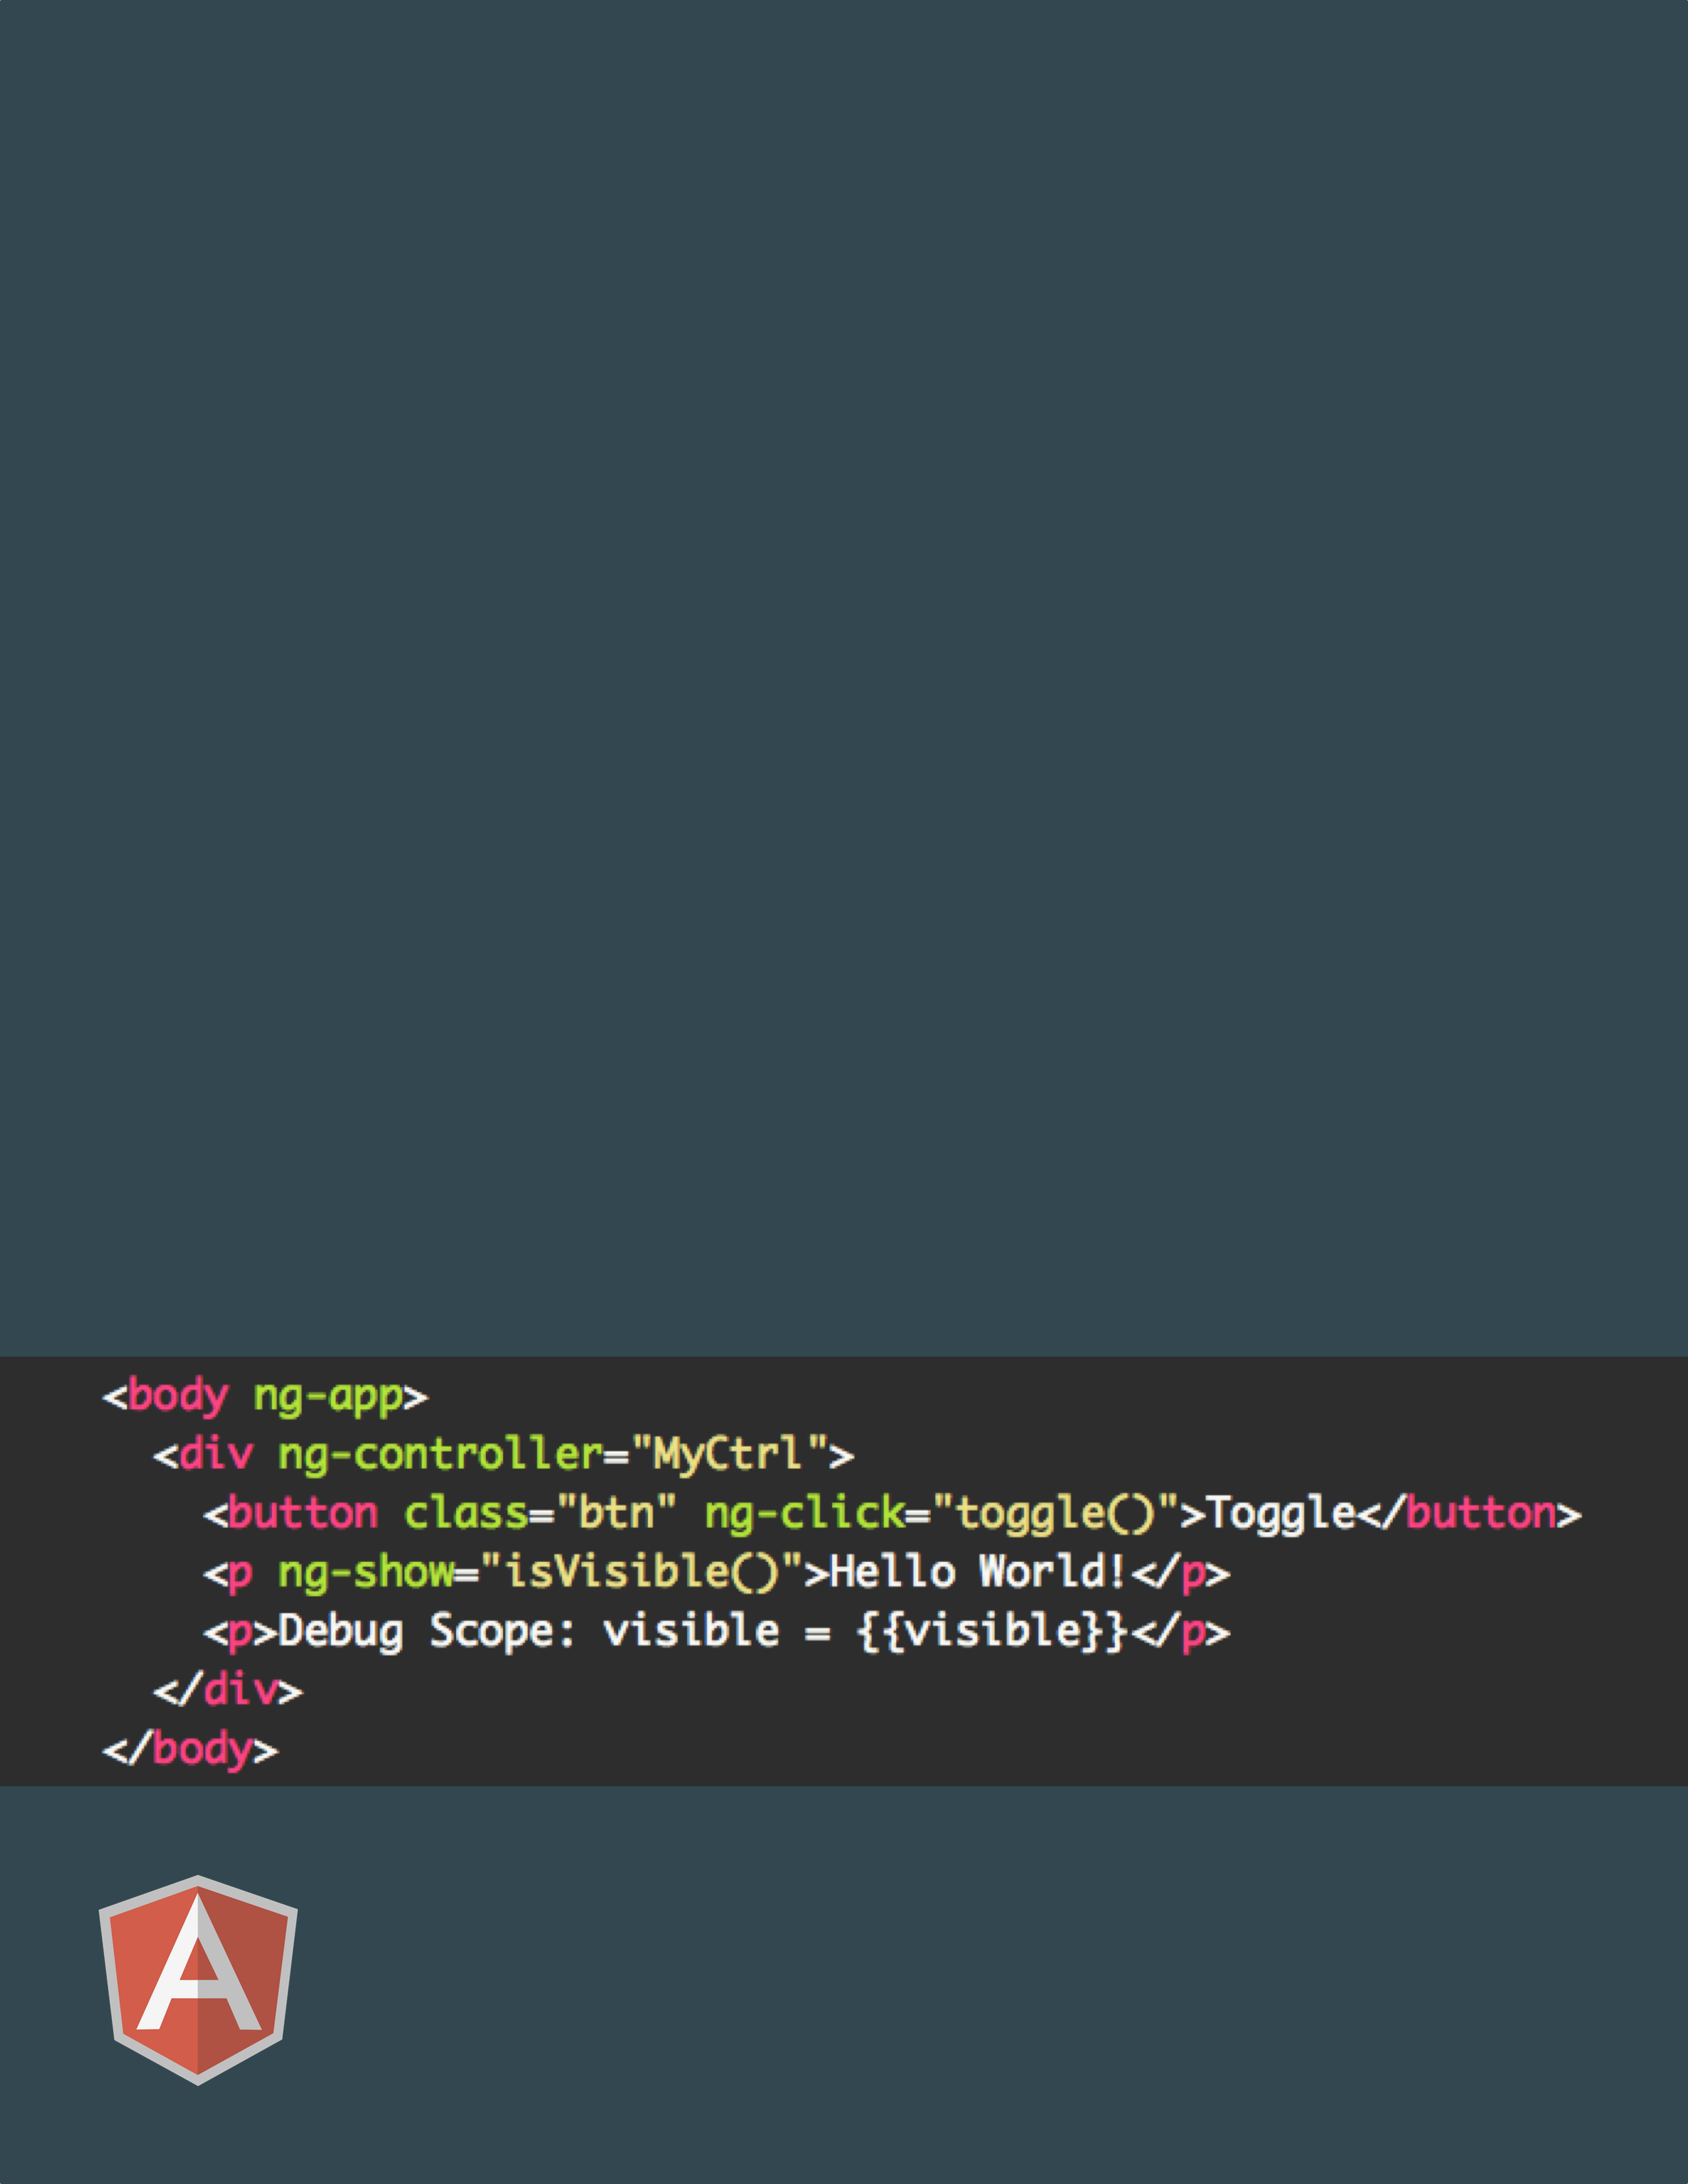 <body ng-app>
<div ng-controller="MyCtrl">
<button class="btn" ng-click="toggle()">Toggle</button>
<p ng-show="isVisible()">Hello World!</p>
<p>Debug Scope: visible = {{visible}}</p>
</div>
</body>
A